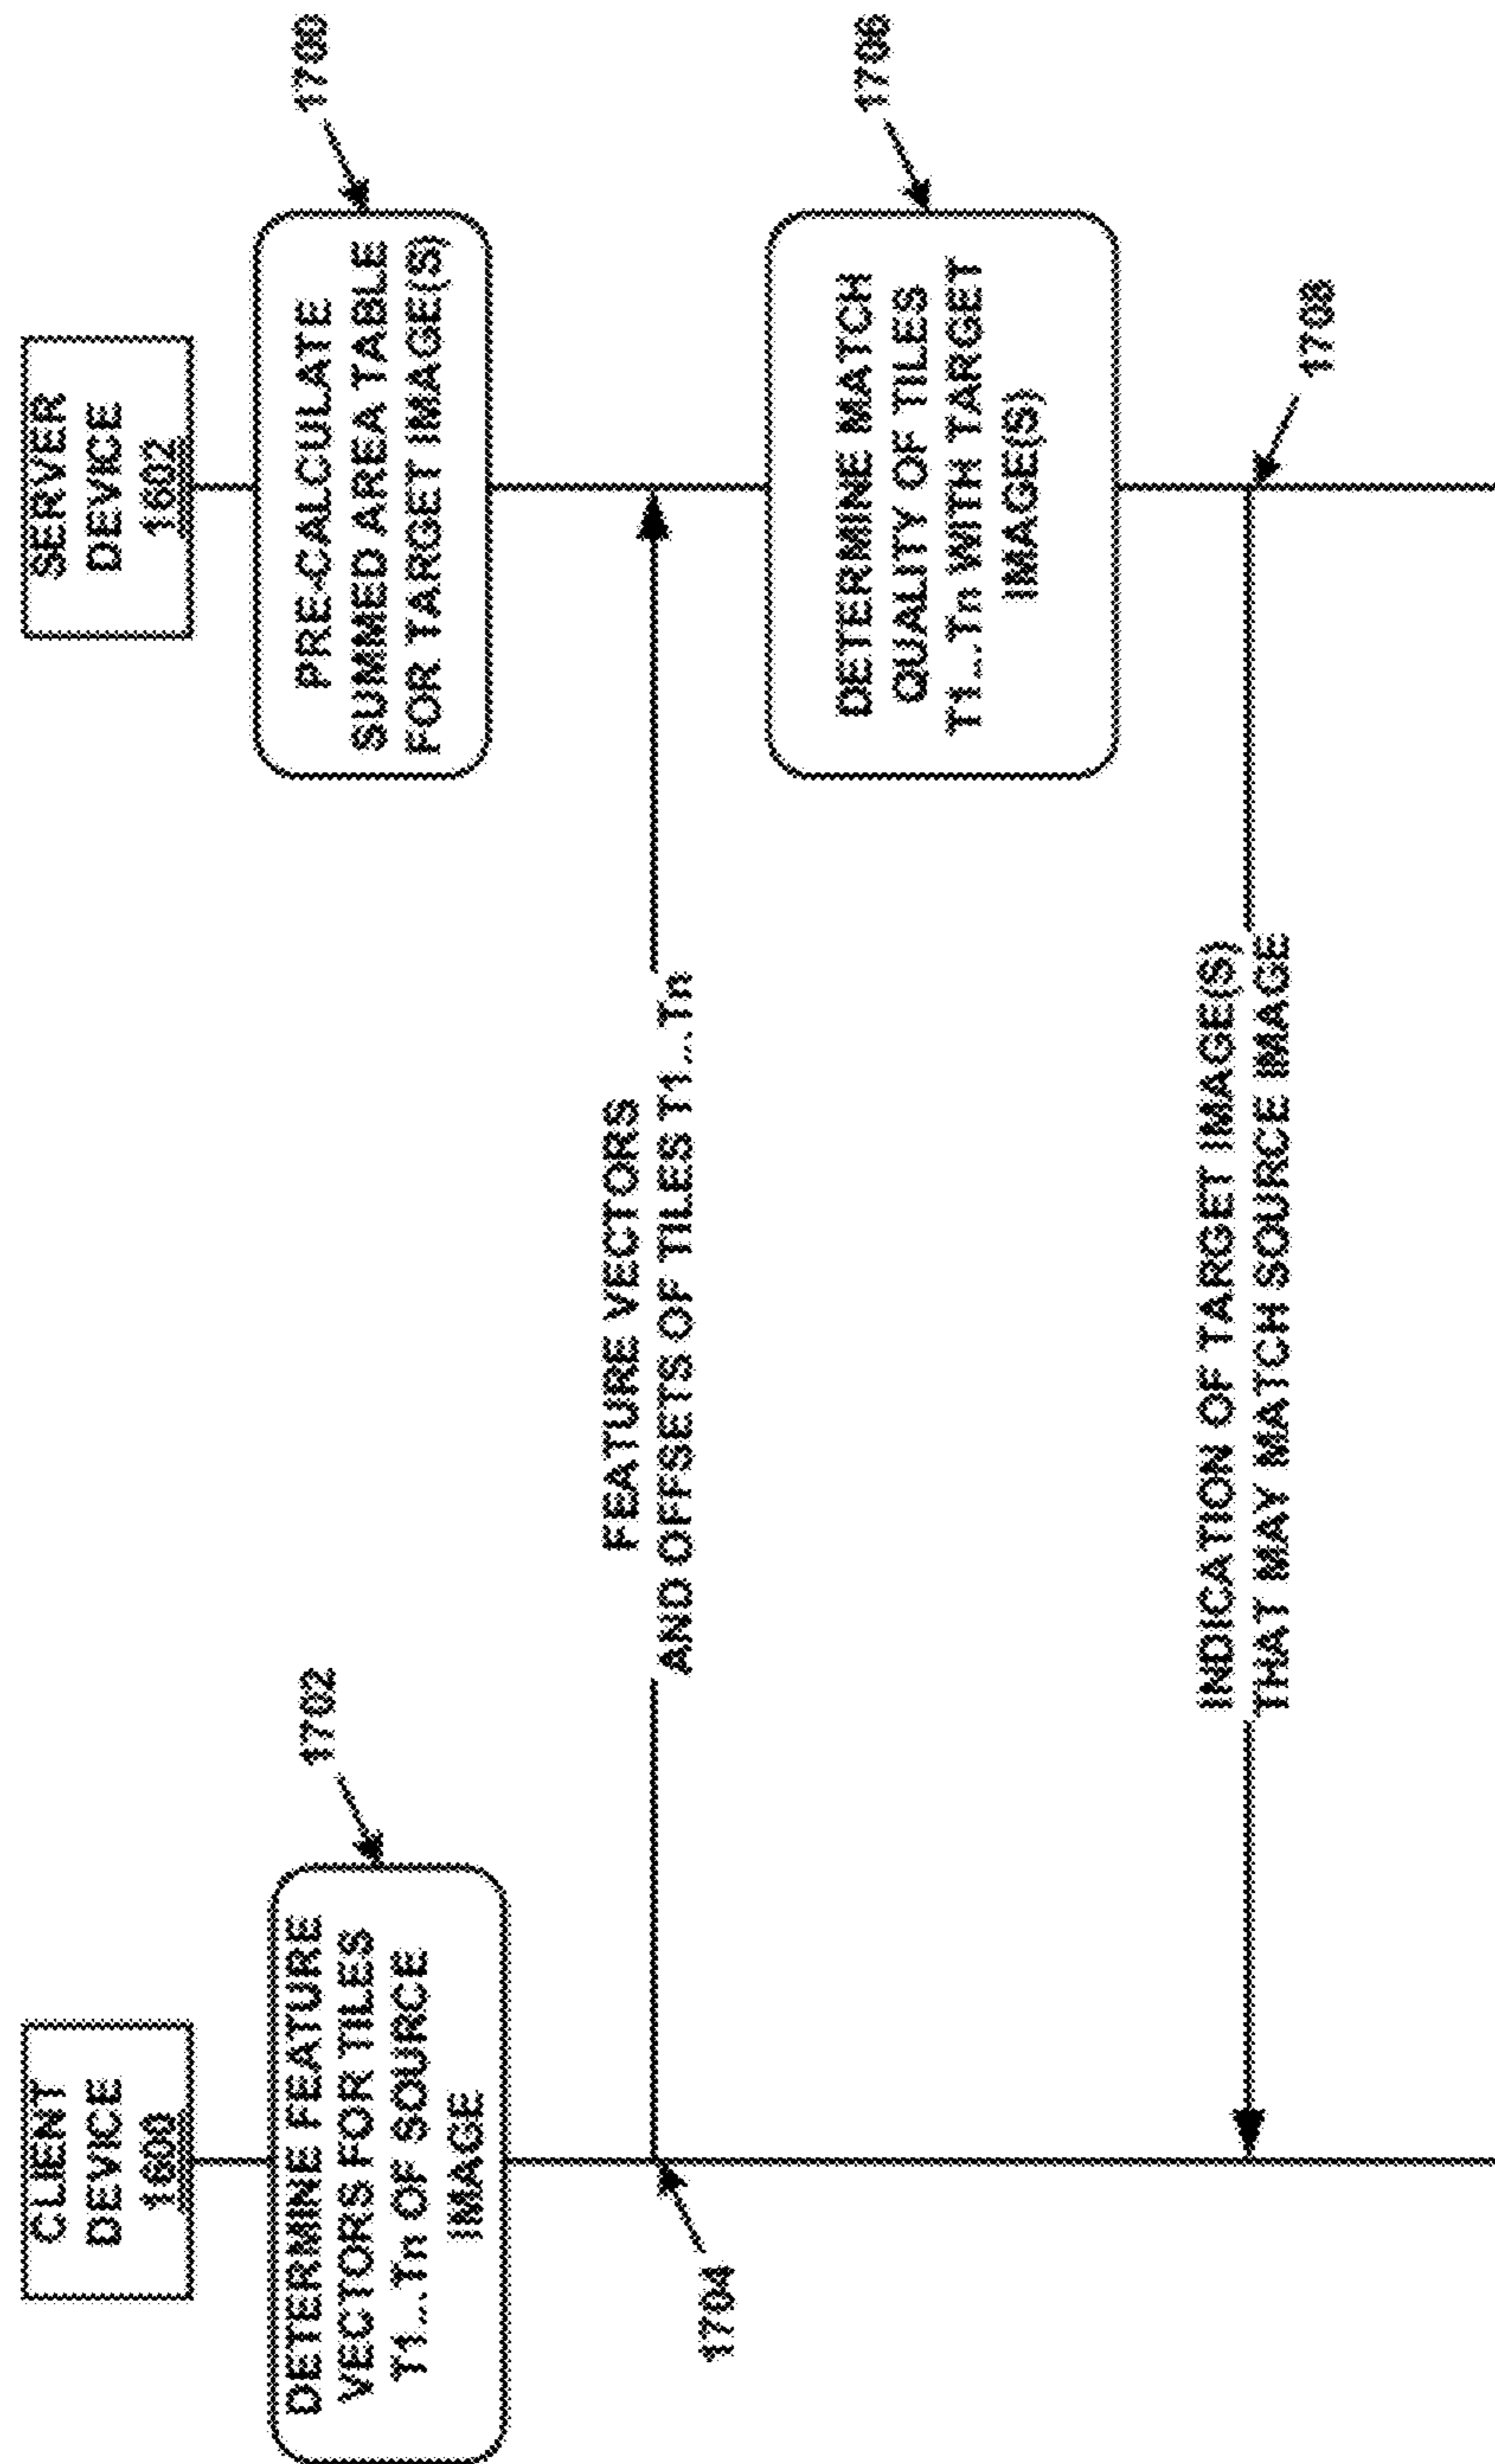 CLIENT
DEVICE
1600
SERVER
DEVICE
1602
DETERMINE FEATURE
VECTORS FOR TILES
T1...Tn OF SOURCE
IMAGE
1702
PRE-CALCULATE
SUMMED AREA TABLE
FOR TARGET IMAGE(S)
1700
FEATURE VECTORS
AND OFFSETS OF TILES T1...Tn
1704
DETERMINE MATCH
QUALITY OF TILES
T1...Tn WITH TARGET
IMAGE(S)
1706
INDICATION OF TARGET IMAGE(S)
THAT MAY MATCH SOURCE IMAGE
1708